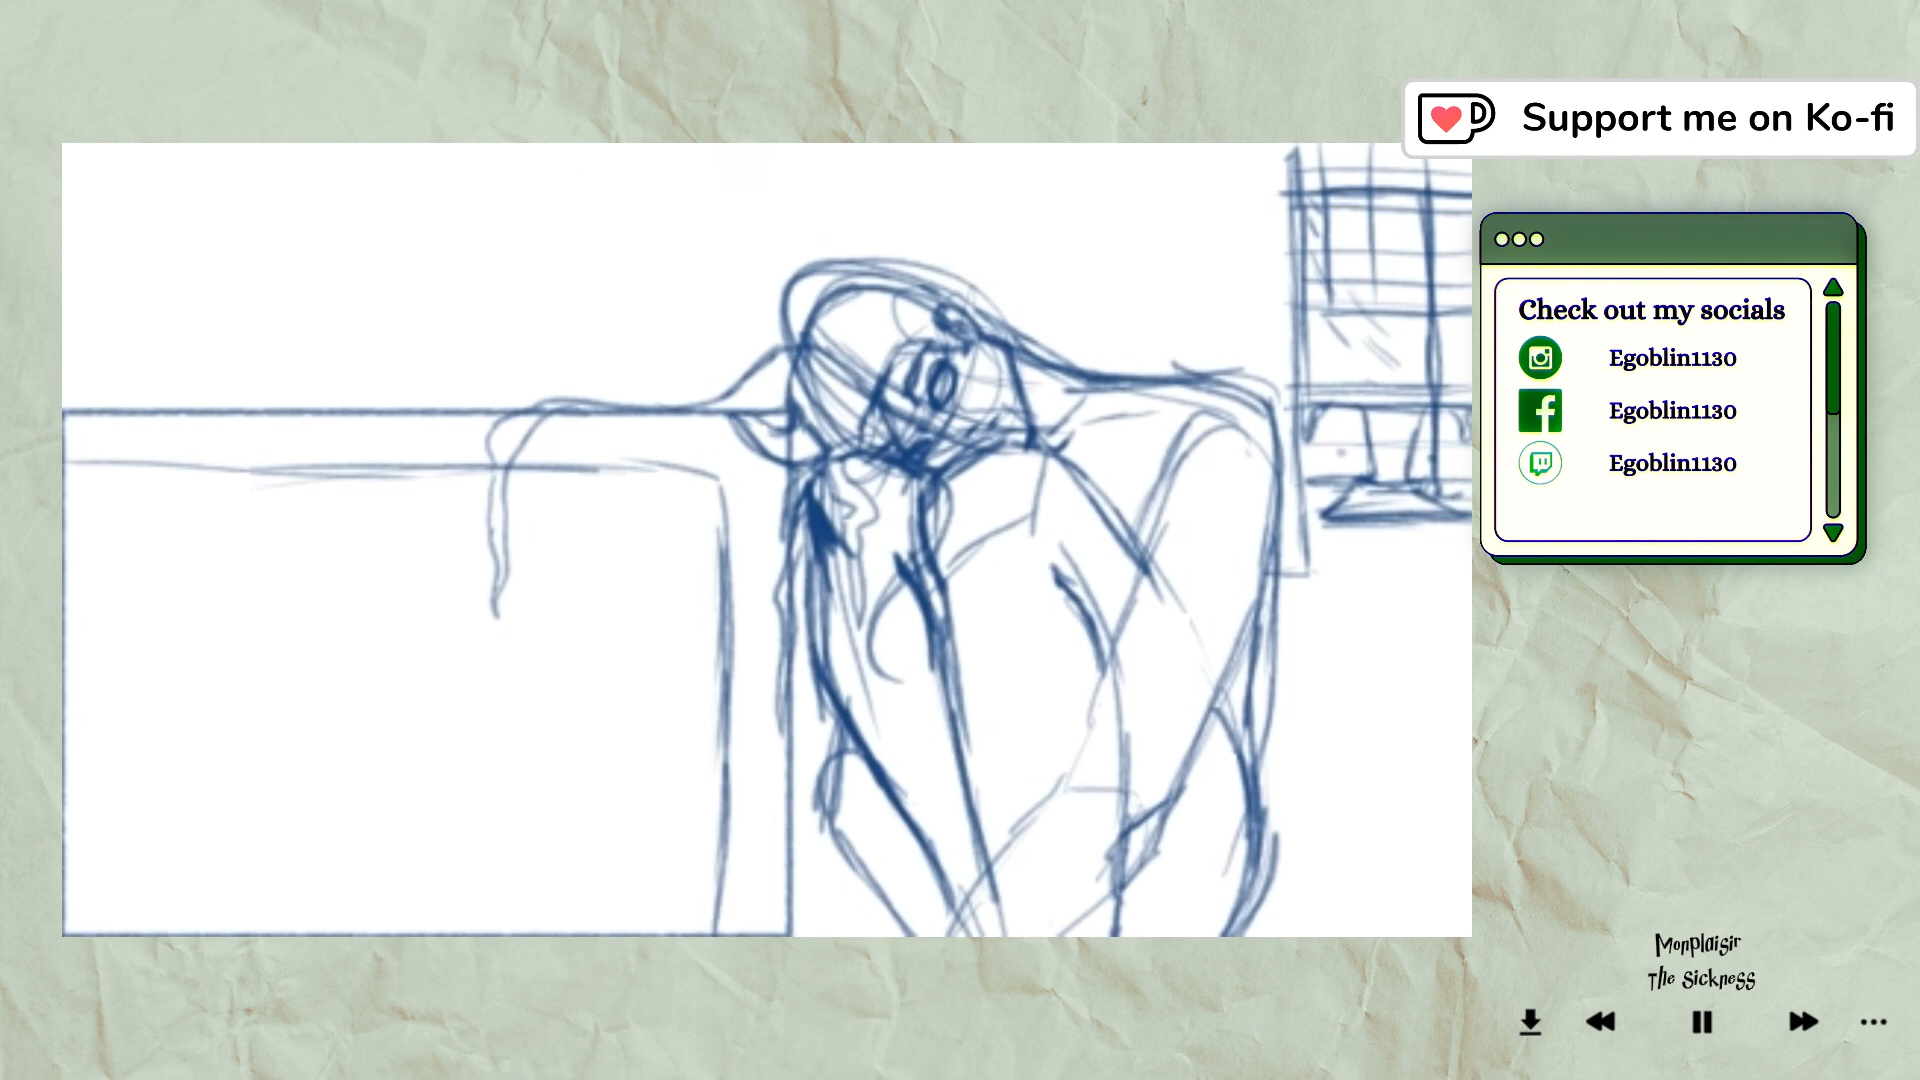 Support me on Ko-fi
Check out my socials
Egoblin1130
Egoblin1130
Egoblin1130
Monplaisir
The Sickness